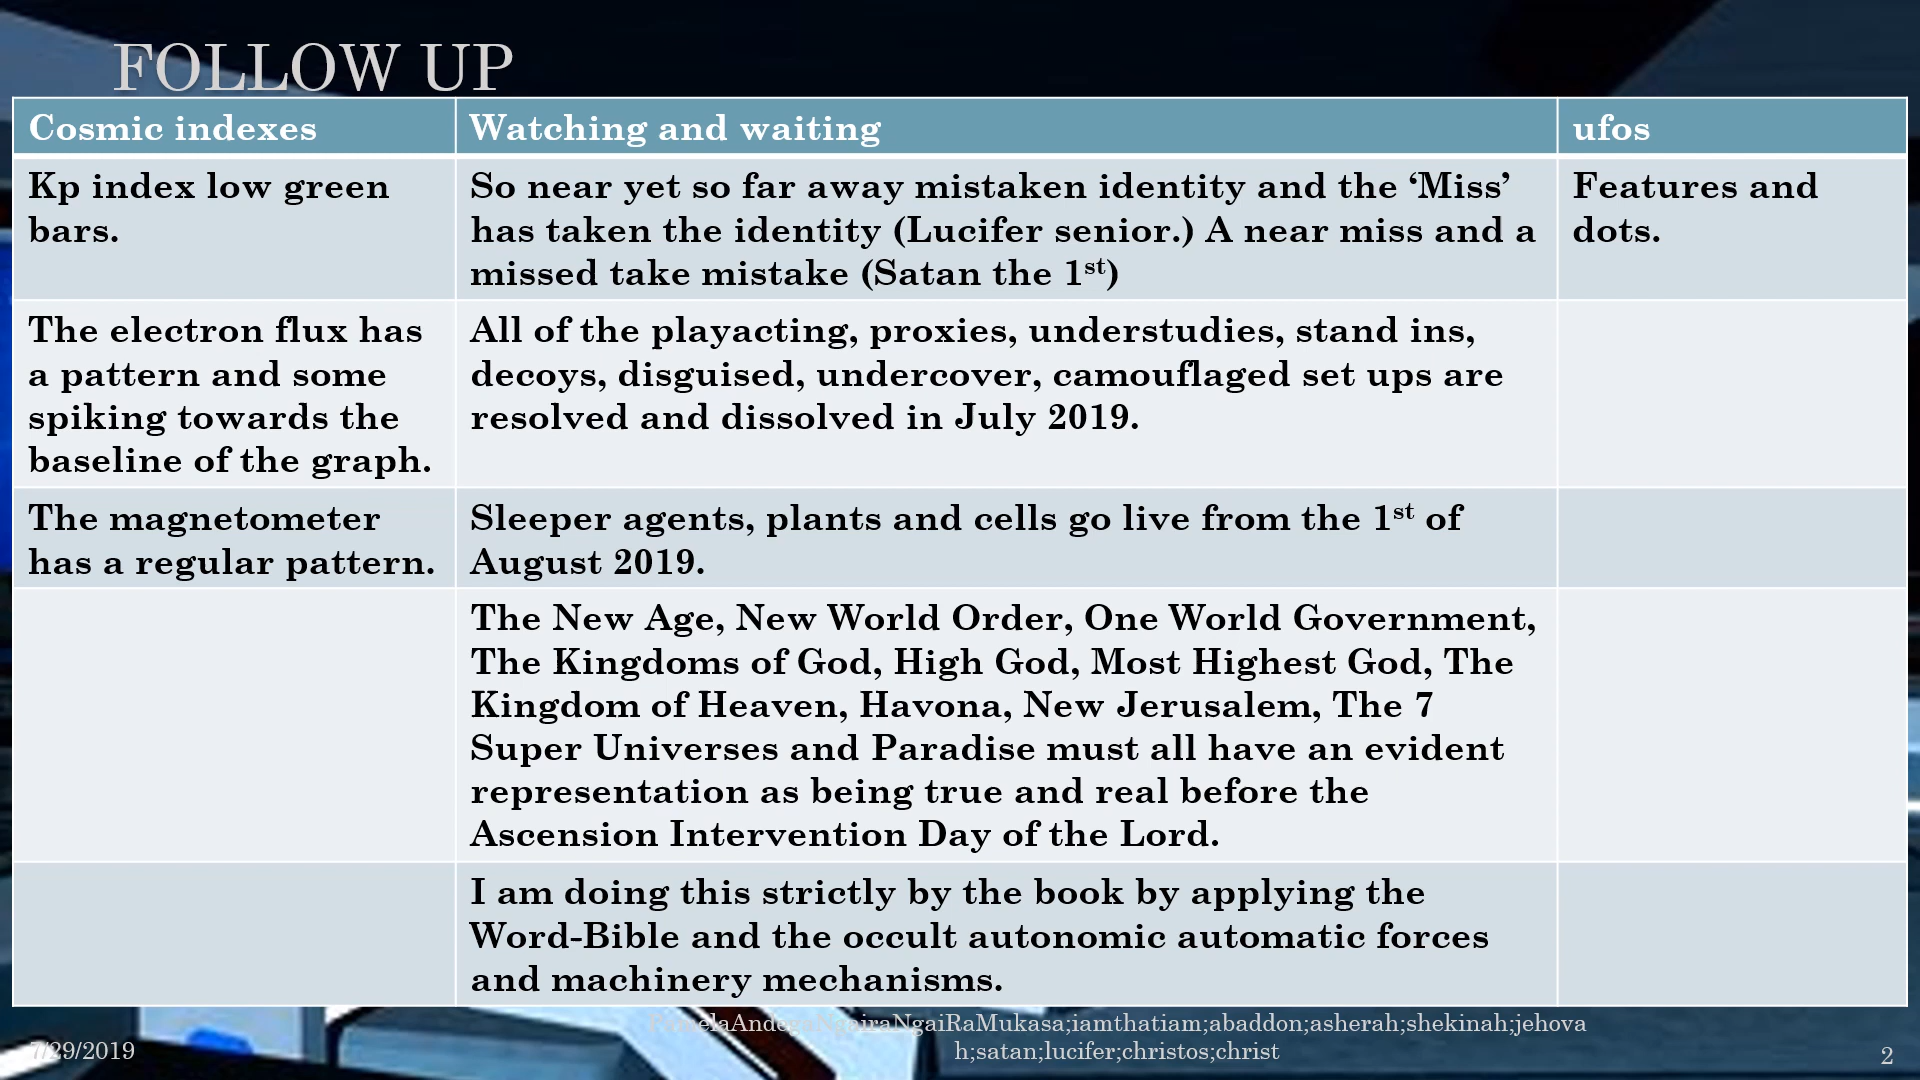 FOLLOW UP
Cosmic indexes
Watching and waiting
ufos
Kp index low green
bars.
So near yet so far away mistaken identity and the ‘Miss’
has taken the identity (Lucifer senior.) A near miss and a
missed take mistake (Satan the 1st)
Features and
dots.
The electron flux has
a pattern and some
spiking towards the
baseline of the graph.
All of the playacting, proxies, understudies, stand ins,
decoys, disguised, undercover, camouflaged set ups are
resolved and dissolved in July 2019.
The magnetometer
has a regular pattern.
Sleeper agents, plants and cells go live from the 1st of
August 2019.
The New Age, New World Order, One World Government,
The Kingdoms of God, High God, Most Highest God, The
Kingdom of Heaven, Havona, New Jerusalem, The 7
Super Universes and Paradise must all have an evident
representation as being true and real before the
Ascension Intervention Day of the Lord.
I am doing this strictly by the book by applying the
Word-Bible and the occult autonomic automatic forces
and machinery mechanisms.
7/29/2019
h;satan;lucifer;christos;christ
2